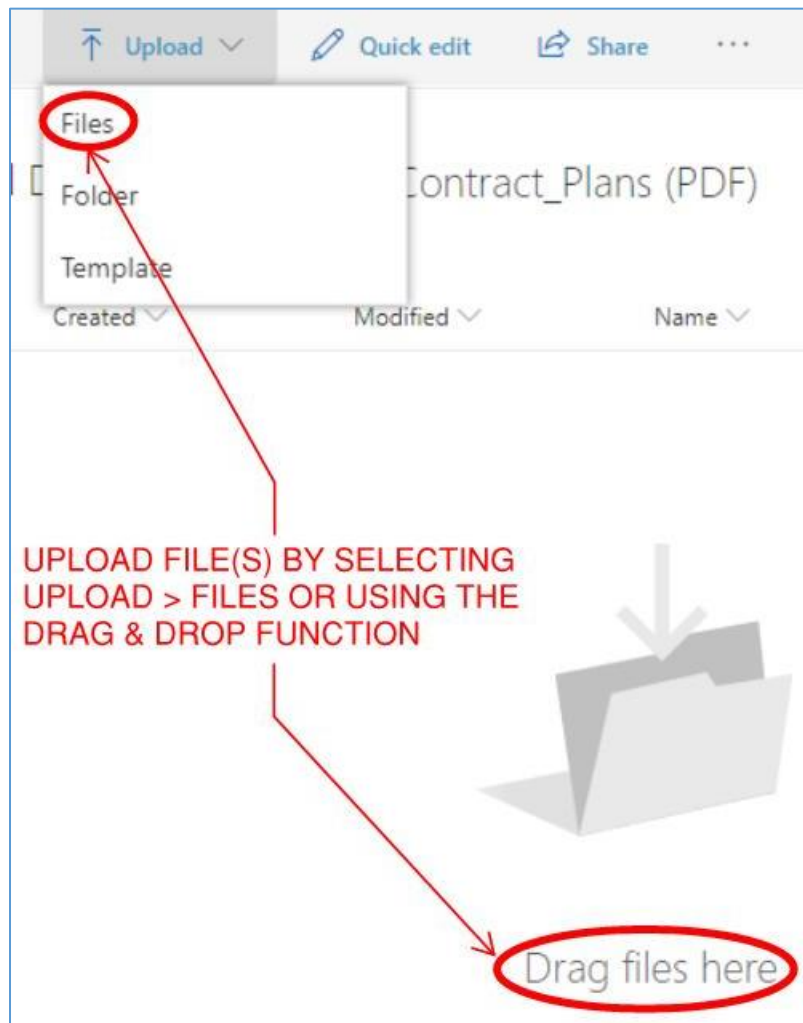 Upload Quick edit Share ...
Files
Contract_Plans (PDF)
Folder
Template
Created Modified Name
UPLOAD FILE(S) BY SELECTING
UPLOAD > FILES OR USING THE
DRAG & DROP FUNCTION
Drag files here